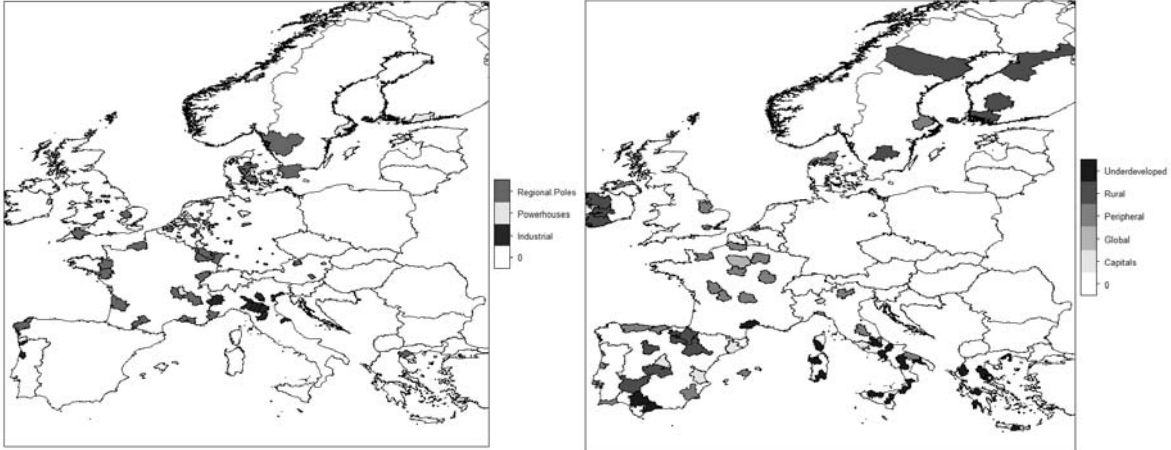 Regional Poles
Powerhouses
Industrial
0
Underdeveloped
Rural
Peripheral
Global
Capitals
0